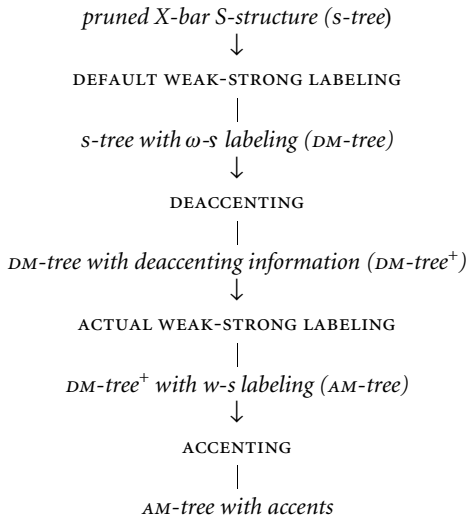 pruned X-bar S-structure (s-tree)
DEFAULT WEAK-STRONG LABELING
s-tree with ω-s labeling (DM-tree)
DEACCENTING
DM-tree with deaccenting information (DM-tree⁺)
ACTUAL WEAK-STRONG LABELING
DM-tree⁺ with w-s labeling (AM-tree)
ACCENTING
AM-tree with accents